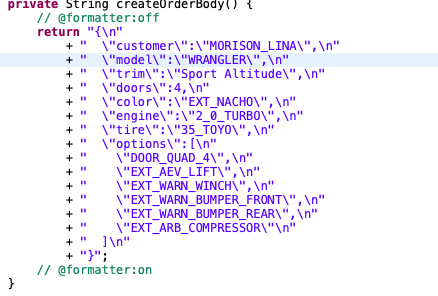 private String createOrderBody() {
// @formatter:off
return "{\n"
+ "  \"customer\":\"MORISON_LINA\",\n"
+ "  \"model\":\"WRANGLER\",\n"
+ "  \"trim\":\"Sport Altitude\",\n"
+ "  \"doors\":4,\n"
+ "  \"color\":\"EXT_NACHO\",\n"
+ "  \"engine\":\"2_0_TURBO\",\n"
+ "  \"tire\":\"35_TOYO\",\n"
+ "  \"options\":[\n"
+ "    \"DOOR_QUAD_4\",\n"
+ "    \"EXT_AEV_LIFT\",\n"
+ "    \"EXT_WARN_WINCH\",\n"
+ "    \"EXT_WARN_BUMPER_FRONT\",\n"
+ "    \"EXT_WARN_BUMPER_REAR\",\n"
+ "    \"EXT_ARB_COMPRESSOR\"\n"
+ "  ]\n"
+ "}";
// @formatter:on
}